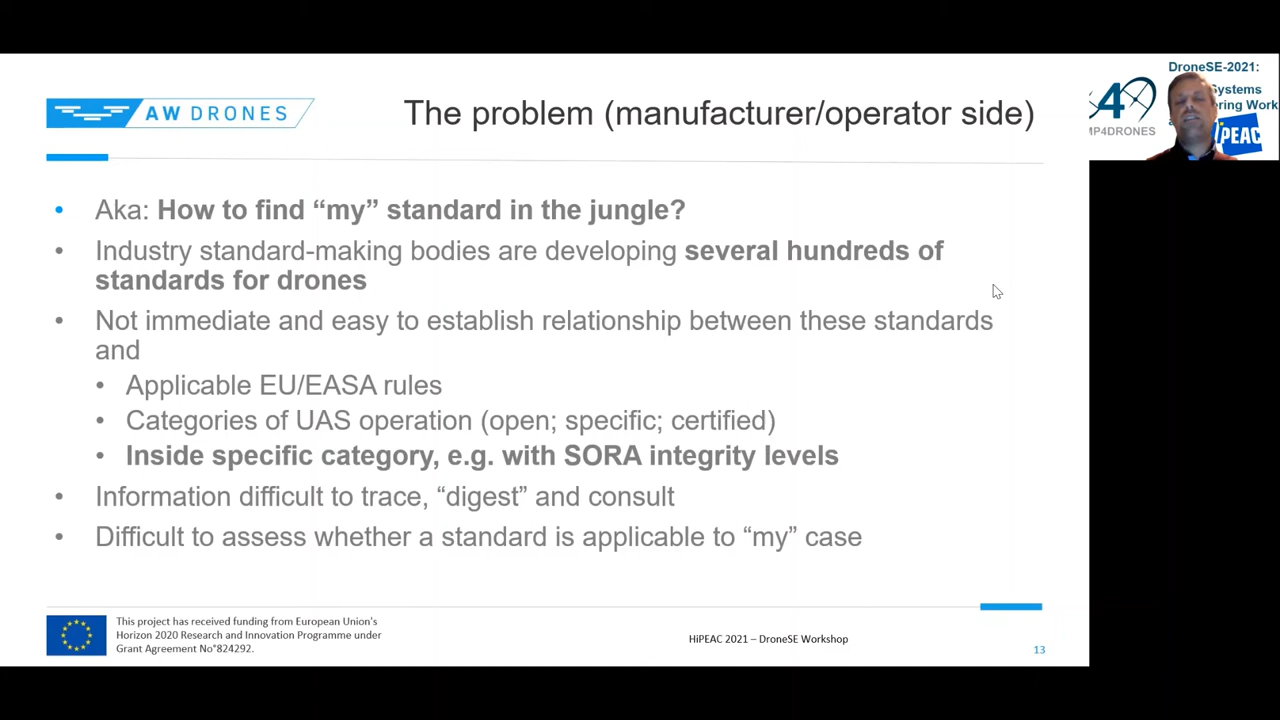 AW DRONES
The problem (manufacturer/operator side)
• Aka: How to find “my” standard in the jungle?
• Industry standard-making bodies are developing several hundreds of
standards for drones
• Not immediate and easy to establish relationship between these standards
and
• Applicable EU/EASA rules
• Categories of UAS operation (open; specific; certified)
• Inside specific category, e.g. with SORA integrity levels
• Information difficult to trace, “digest” and consult
• Difficult to assess whether a standard is applicable to “my” case
This project has received funding from European Union’s
Horizon 2020 Research and Innovation Programme under
Grant Agreement No°824292.
HiPEAC 2021 – DroneSE Workshop
13
DroneSE-2021:
Systems
ering Work
4
MP4DRONES
iPEAC